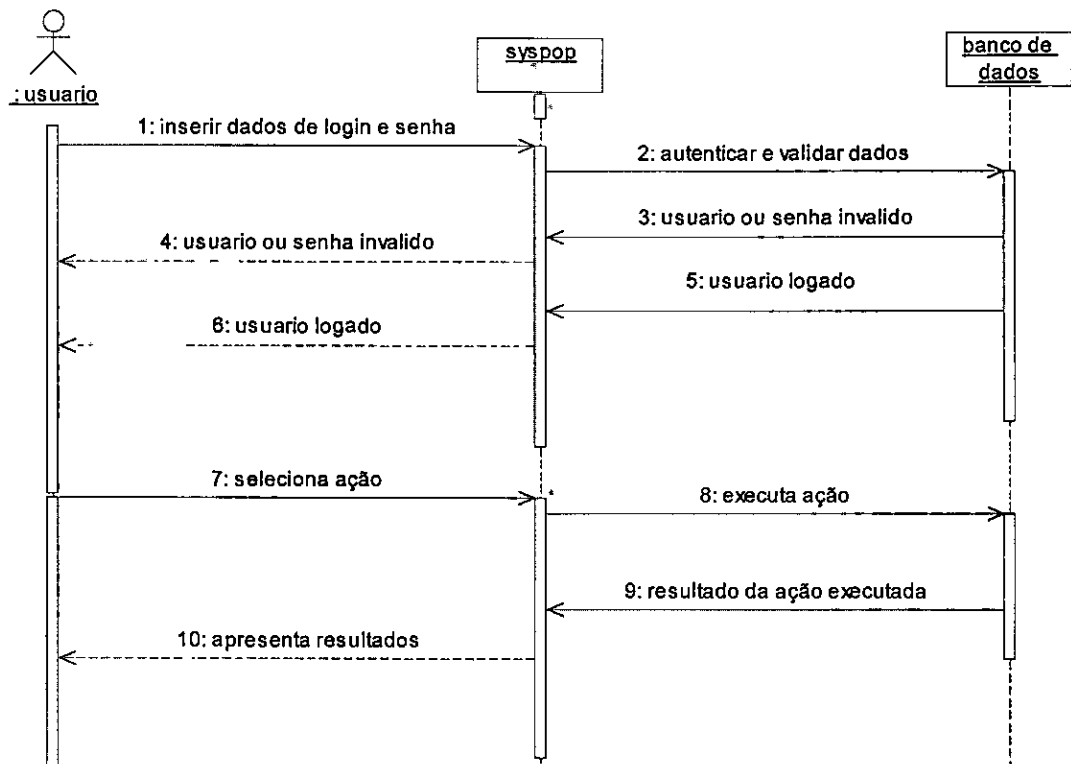 syspop
banco de
dados
: usuario
1: inserir dados de login e senha
2: autenticar e validar dados
3: usuario ou senha invalido
4: usuario ou senha invalido
5: usuario logado
6: usuario logado
7: seleciona ação
8: executa ação
9: resultado da ação executada
10: apresenta resultados